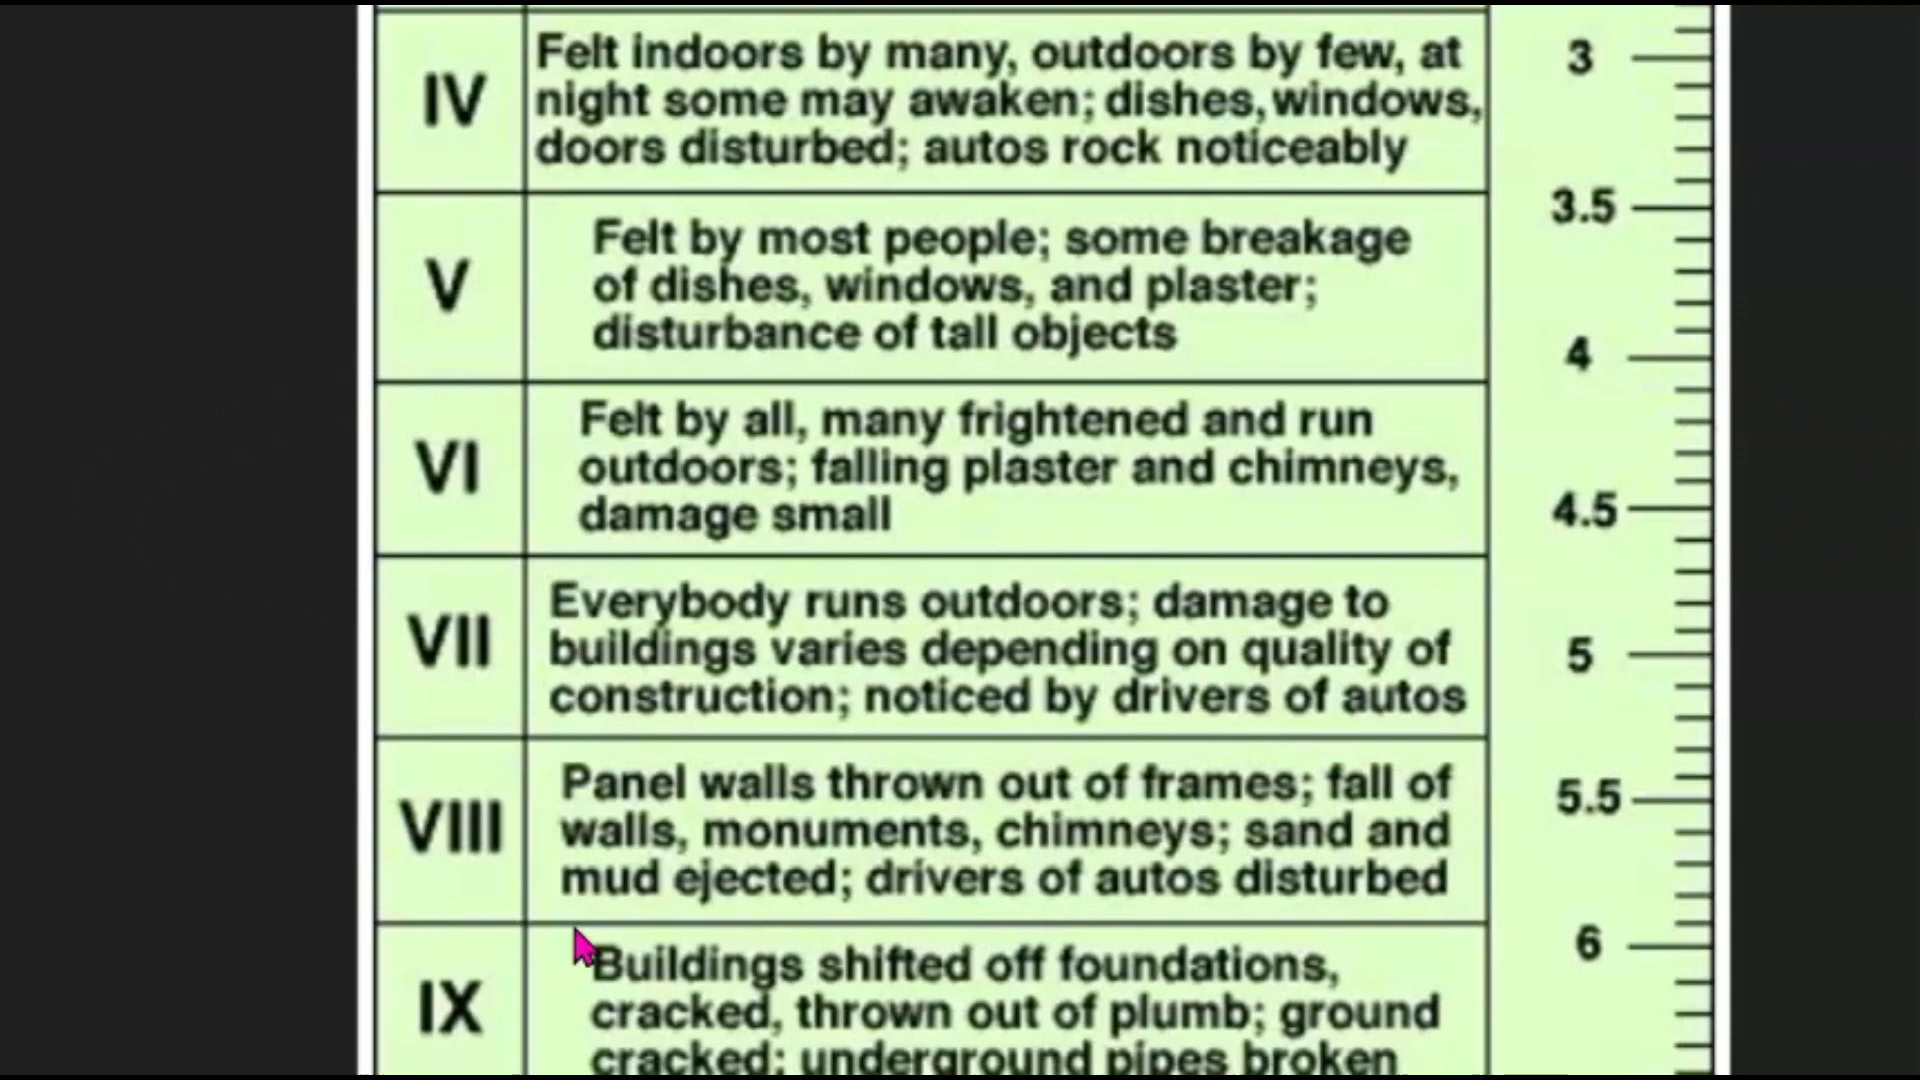 IV
Felt indoors by many, outdoors by few, at
night some may awaken; dishes, windows,
doors disturbed; autos rock noticeably
3
3.5
V
Felt by most people; some breakage
of dishes, windows, and plaster;
disturbance of tall objects
4
VI
Felt by all, many frightened and run
outdoors; falling plaster and chimneys,
damage small
4.5
VII
Everybody runs outdoors; damage to
buildings varies depending on quality of
construction; noticed by drivers of autos
5
VIII
Panel walls thrown out of frames; fall of
walls, monuments, chimneys; sand and
mud ejected; drivers of autos disturbed
5.5
6
IX
Buildings shifted off foundations,
cracked, thrown out of plumb; ground
cracked; underground pipes broken